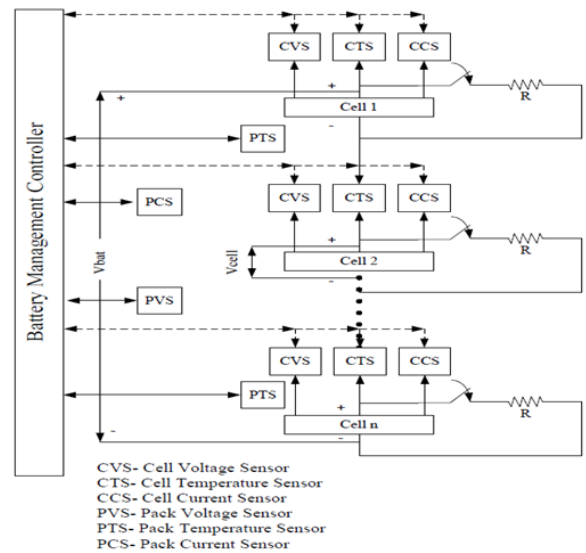 Battery Management Controller
CVS
CTS
CCS
+
+
Cell 1
-
R
PTS
CVS
CTS
CCS
PCS
Vbat
Vcell
+
Cell 2
-
R
PVS
CVS
CTS
CCS
PTS
+
Cell n
-
-
R
CVS- Cell Voltage Sensor
CTS- Cell Temperature Sensor
CCS- Cell Current Sensor
PVS- Pack Voltage Sensor
PTS- Pack Temperature Sensor
PCS- Pack Current Sensor